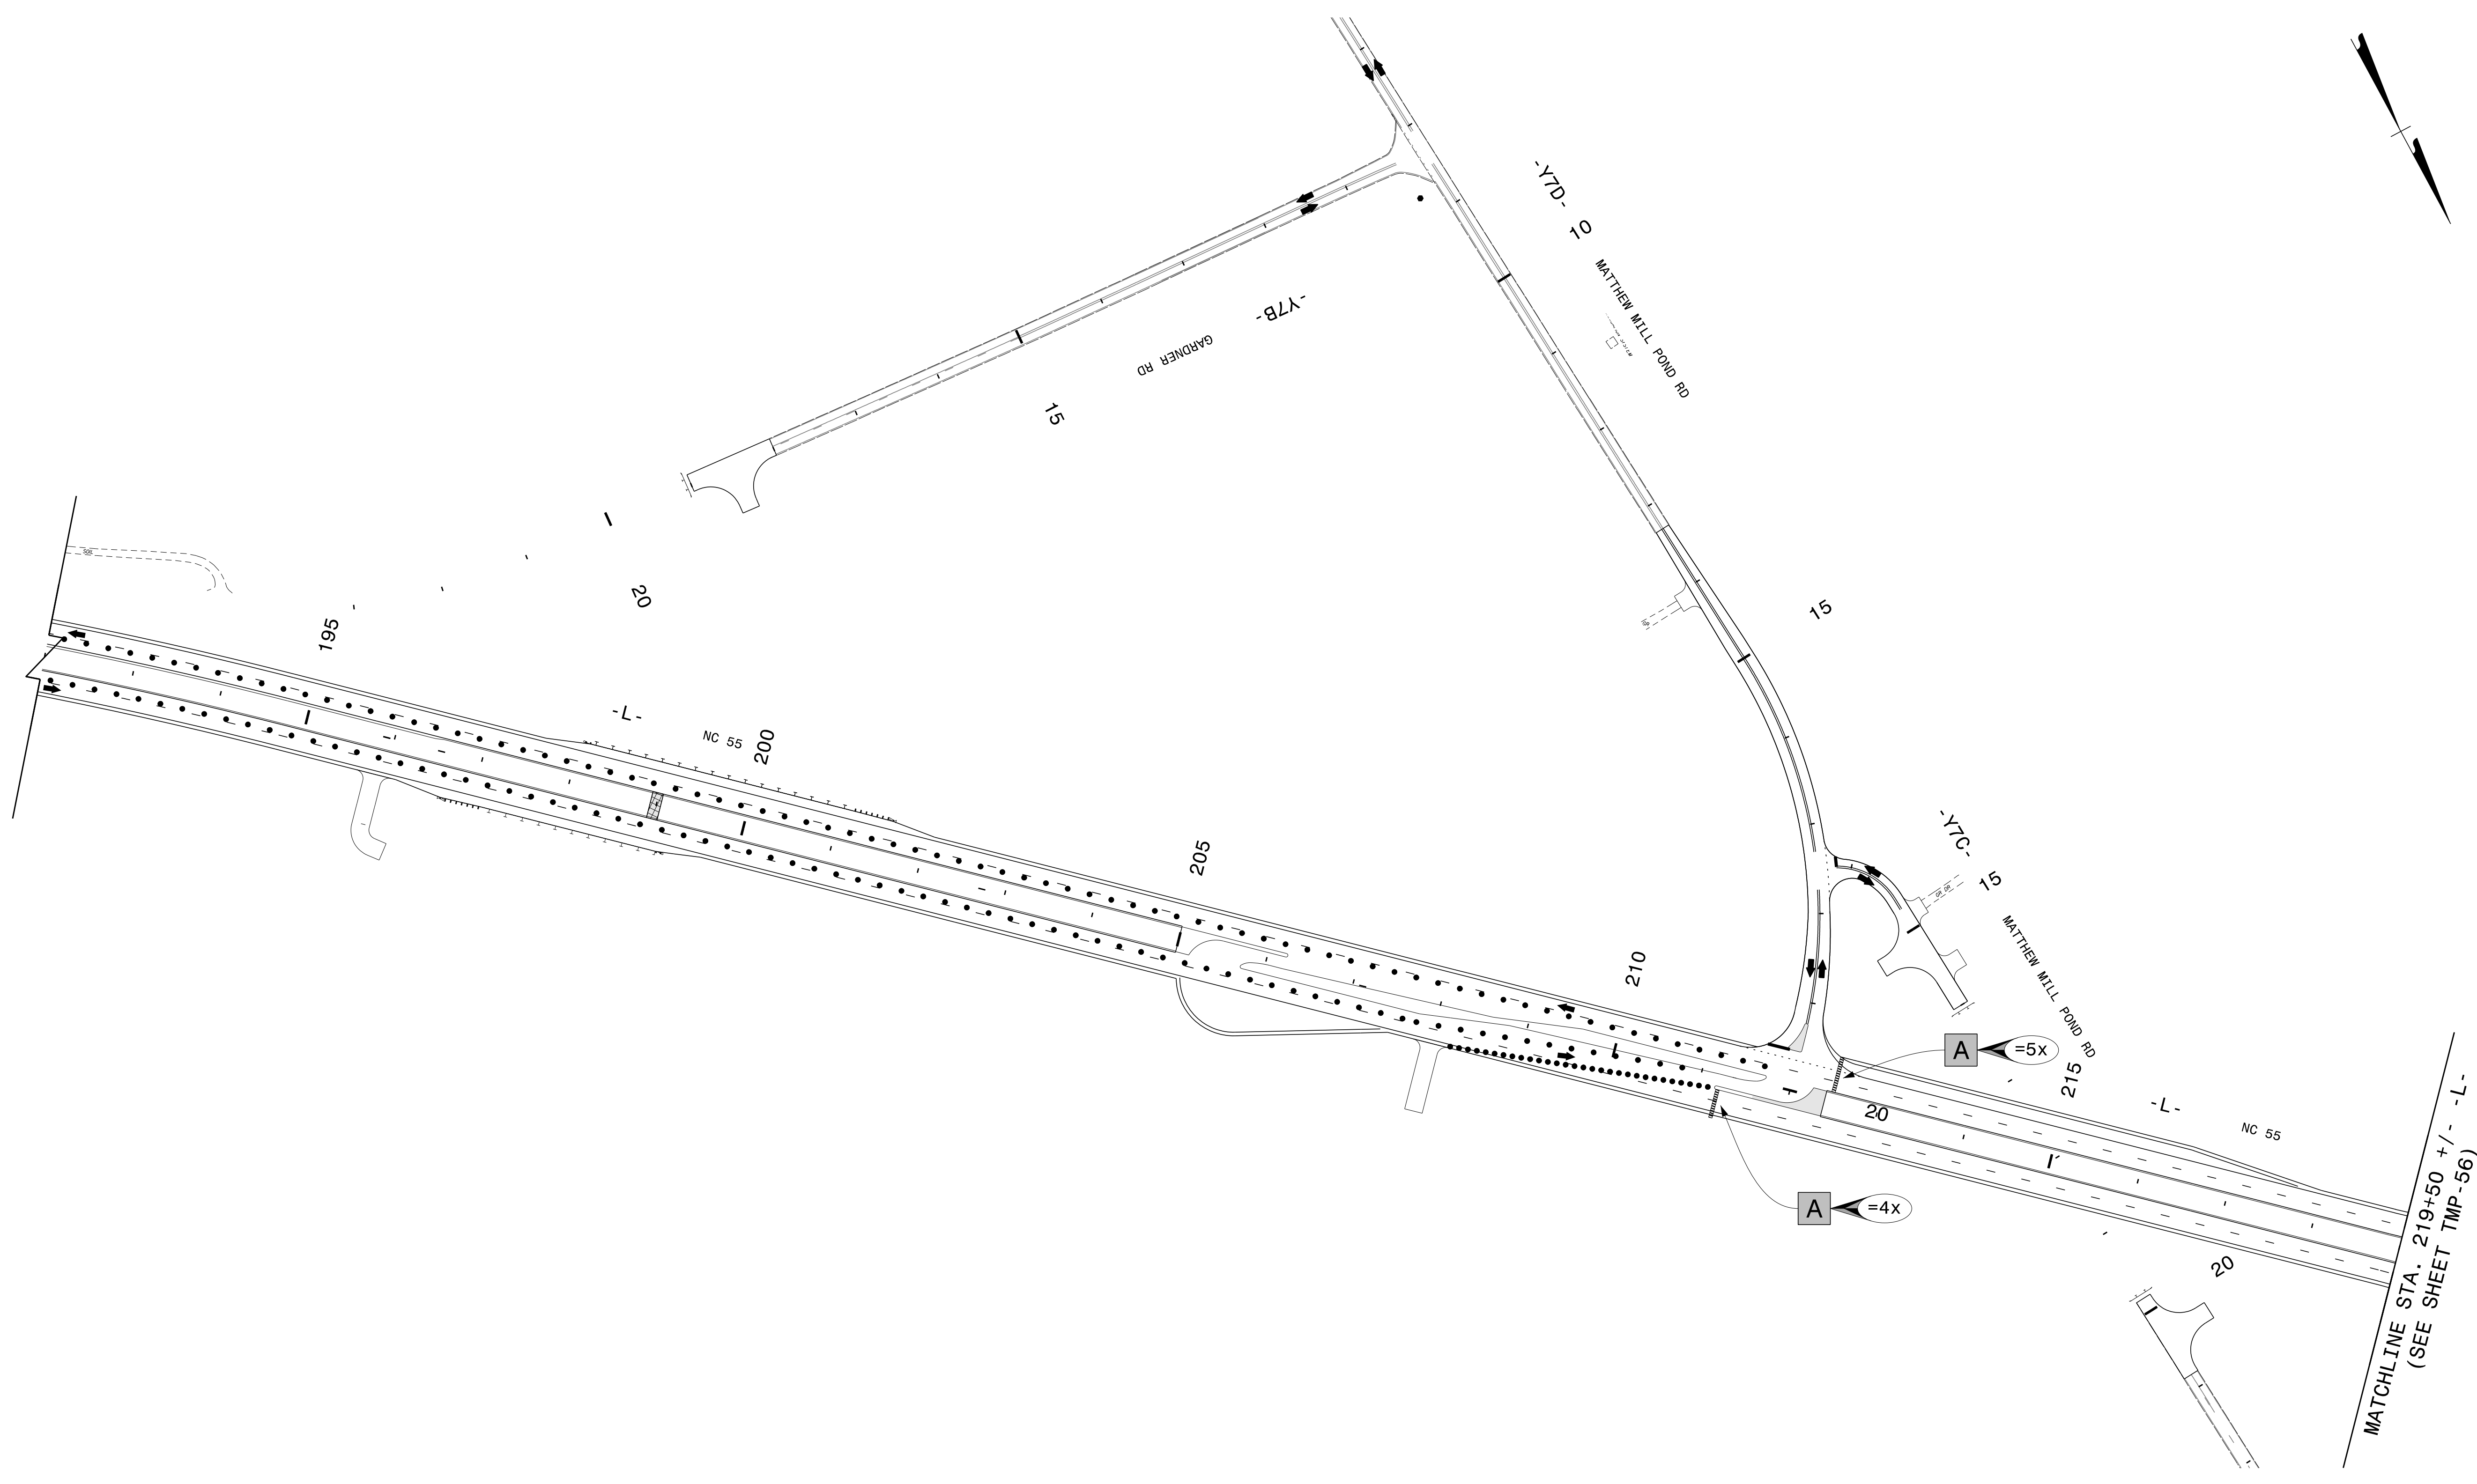 -Y7D-
10
MATTHEW MILL POND RD
-Y7B-
GARDNER RD
15
20
15
195
-L-
NC 55
200
205
210
-Y7C-
15
MATTHEW MILL POND RD
A
=5x
215
20
-L-
NC 55
A
=4x
20
MATCHLINE STA. 219+50 +/- -L-
(SEE SHEET TMP-56)